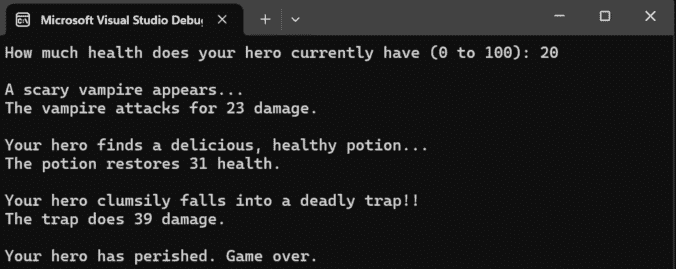 Microsoft Visual Studio Debug
How much health does your hero currently have (0 to 100): 20
A scary vampire appears...
The vampire attacks for 23 damage.
Your hero finds a delicious, healthy potion...
The potion restores 31 health.
Your hero clumsily falls into a deadly trap!!
The trap does 39 damage.
Your hero has perished. Game over.